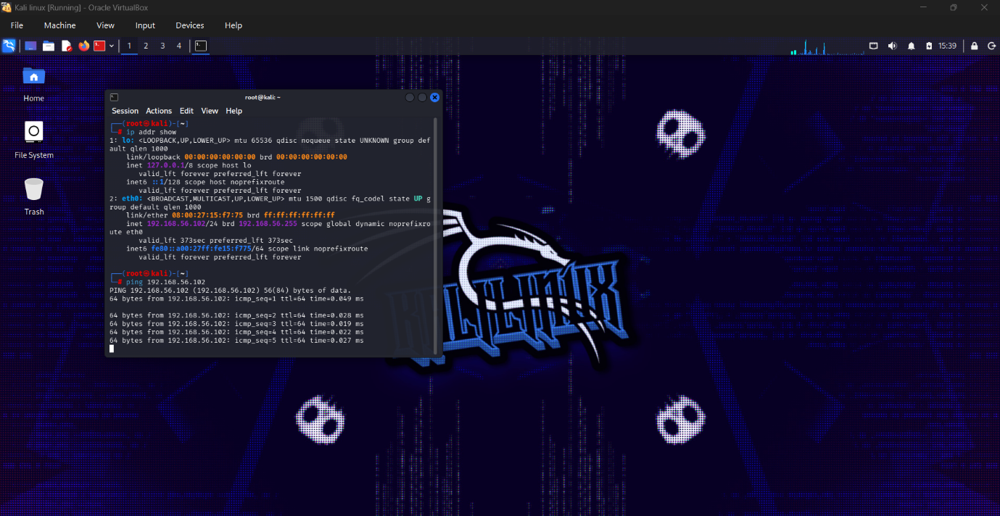 Kali linux [Running] - Oracle VirtualBox
File Machine View Input Devices Help
1 2 3 4 15:39
Home
File System
Trash
root@kali: ~
Session Actions Edit View Help
┌──(root㉿kali)-[~]
└─# ip addr show
1: lo: <LOOPBACK,UP,LOWER_UP> mtu 65536 qdisc noqueue state UNKNOWN group def
ault qlen 1000
    link/loopback 00:00:00:00:00:00 brd 00:00:00:00:00:00
    inet 127.0.0.1/8 scope host lo
       valid_lft forever preferred_lft forever
    inet6 ::1/128 scope host noprefixroute
       valid_lft forever preferred_lft forever
2: eth0: <BROADCAST,MULTICAST,UP,LOWER_UP> mtu 1500 qdisc fq_codel state UP g
roup default qlen 1000
    link/ether 08:00:27:15:f7:75 brd ff:ff:ff:ff:ff:ff
    inet 192.168.56.102/24 brd 192.168.56.255 scope global dynamic noprefixro
ute eth0
       valid_lft 373sec preferred_lft 373sec
    inet6 fe80::a00:27ff:fe15:f775/64 scope link noprefixroute
       valid_lft forever preferred_lft forever
┌──(root㉿kali)-[~]
└─# ping 192.168.56.102
PING 192.168.56.102 (192.168.56.102) 56(84) bytes of data.
64 bytes from 192.168.56.102: icmp_seq=1 ttl=64 time=0.049 ms
64 bytes from 192.168.56.102: icmp_seq=2 ttl=64 time=0.028 ms
64 bytes from 192.168.56.102: icmp_seq=3 ttl=64 time=0.019 ms
64 bytes from 192.168.56.102: icmp_seq=4 ttl=64 time=0.022 ms
64 bytes from 192.168.56.102: icmp_seq=5 ttl=64 time=0.027 ms
KALI LINUX